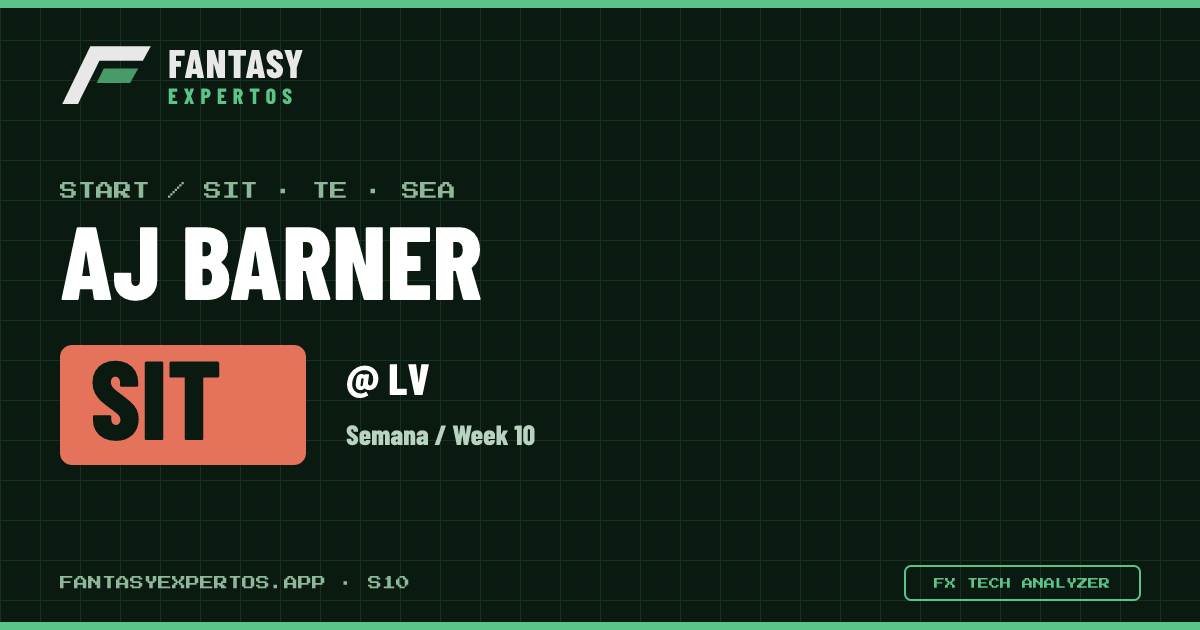 FANTASY
EXPERTOS
START / SIT · TE · SEA
AJ BARNER
SIT
@ LV
Semana / Week 10
FANTASYEXPERTOS.APP · S10
FX TECH ANALYZER